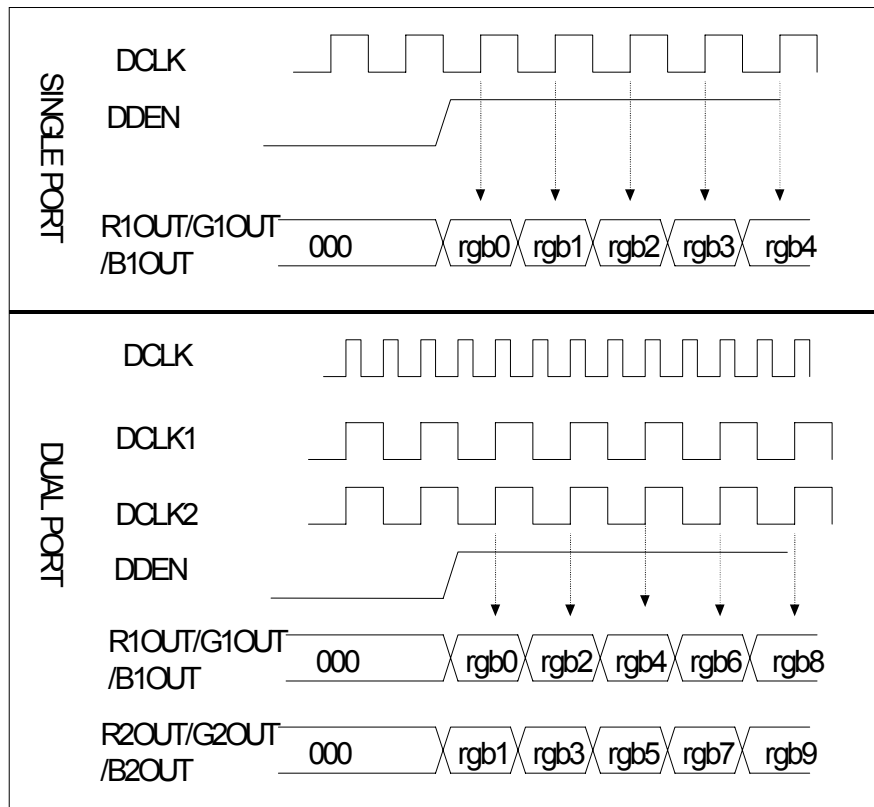 SINGLE PORT
DCLK
DDEN
R1OUT/G1OUT
/B1OUT
000 rgb0 rgb1 rgb2 rgb3 rgb4
DUAL PORT
DCLK
DCLK1
DCLK2
DDEN
R1OUT/G1OUT
/B1OUT
000 rgb0 rgb2 rgb4 rgb6 rgb8
R2OUT/G2OUT
/B2OUT
000 rgb1 rgb3 rgb5 rgb7 rgb9